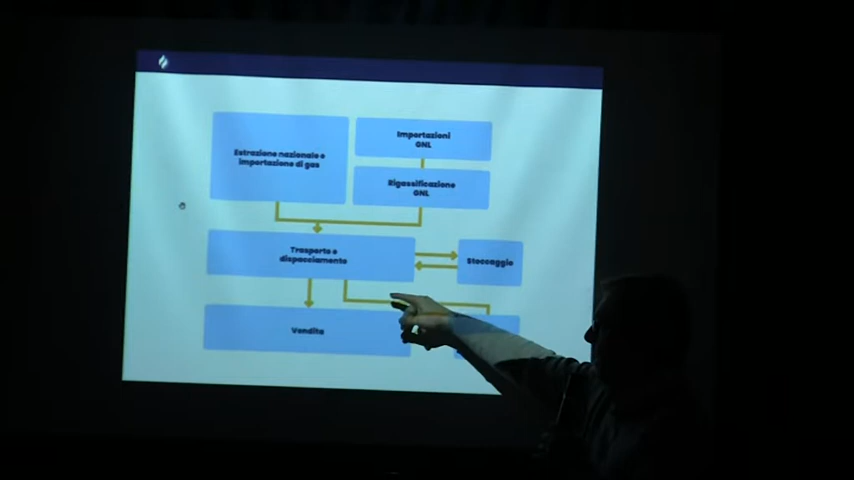 Estrazione nazionale e
importazione di gas
Importazioni
GNL
Rigassificazione
GNL
Trasporto e
dispacciamento
Stoccaggio
Vendita